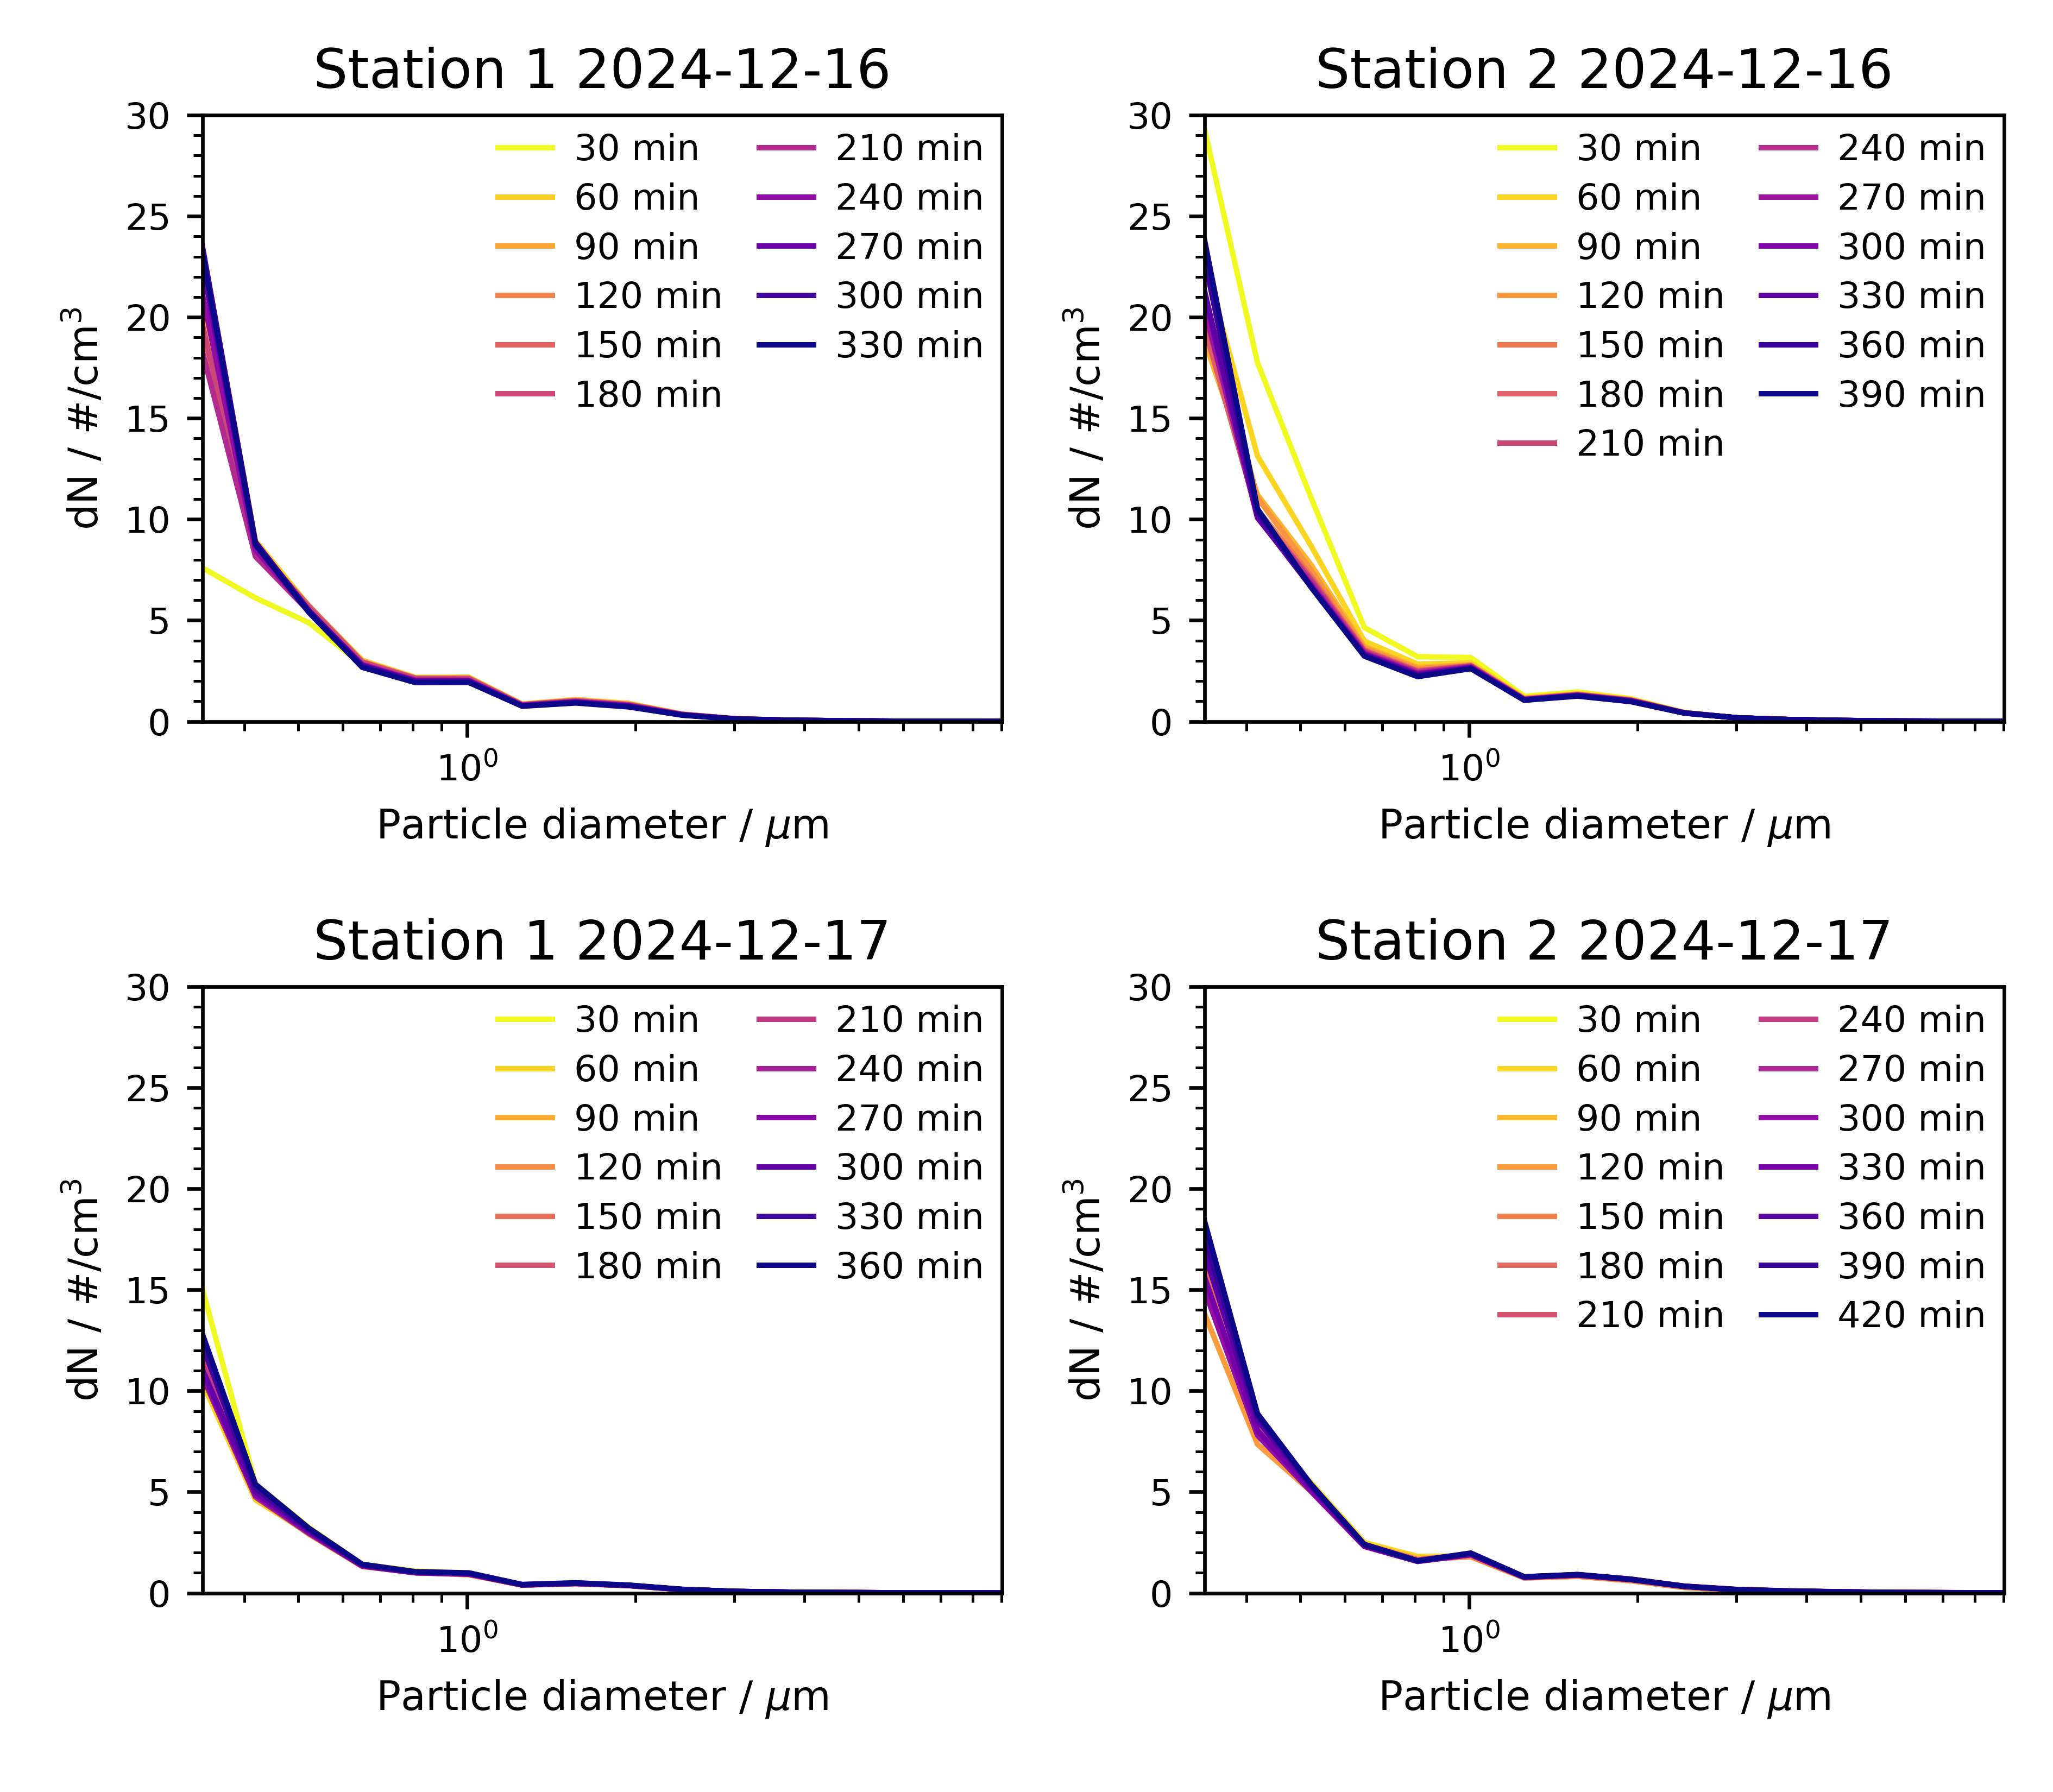 Station 1 2024-12-16
30
25
20
15
10
5
0
dN / #/cm³
30 min
60 min
90 min
120 min
150 min
180 min
210 min
240 min
270 min
300 min
330 min
10⁰
Particle diameter / μm
Station 2 2024-12-16
30
25
20
15
10
5
0
dN / #/cm³
30 min
60 min
90 min
120 min
150 min
180 min
210 min
240 min
270 min
300 min
330 min
360 min
390 min
10⁰
Particle diameter / μm
Station 1 2024-12-17
30
25
20
15
10
5
0
dN / #/cm³
30 min
60 min
90 min
120 min
150 min
180 min
210 min
240 min
270 min
300 min
330 min
360 min
10⁰
Particle diameter / μm
Station 2 2024-12-17
30
25
20
15
10
5
0
dN / #/cm³
30 min
60 min
90 min
120 min
150 min
180 min
210 min
240 min
270 min
300 min
330 min
360 min
390 min
420 min
10⁰
Particle diameter / μm